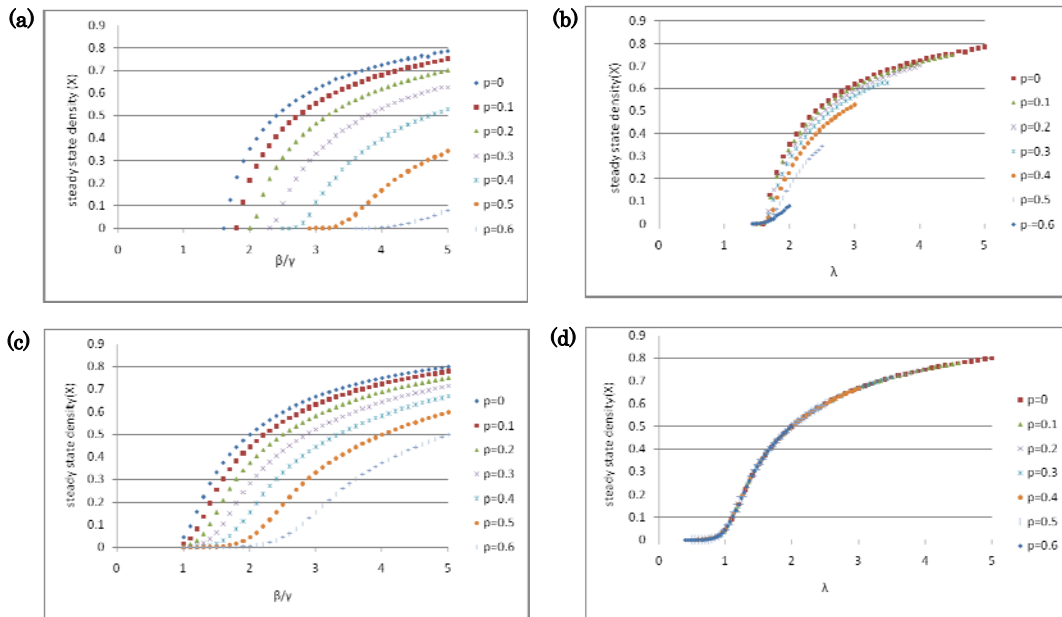 (a)
steady state density (X)
0.9
0.8
0.7
0.6
0.5
0.4
0.3
0.2
0.1
0
0 1 2 3 4 5
β/γ
p=0
p=0.1
p=0.2
p=0.3
p=0.4
p=0.5
p=0.6
(b)
steady state density(X)
0.9
0.8
0.7
0.6
0.5
0.4
0.3
0.2
0.1
0
0 1 2 3 4 5
λ
p=0
p=0.1
p=0.2
p=0.3
p=0.4
p=0.5
p=0.6
(c)
steady state density(X)
0.9
0.8
0.7
0.6
0.5
0.4
0.3
0.2
0.1
0
0 1 2 3 4 5
β/γ
p=0
p=0.1
p=0.2
p=0.3
p=0.4
p=0.5
p=0.6
(d)
steady state density(X)
0.9
0.8
0.7
0.6
0.5
0.4
0.3
0.2
0.1
0
0 1 2 3 4 5
λ
p=0
p=0.1
p=0.2
p=0.3
p=0.4
p=0.5
p=0.6